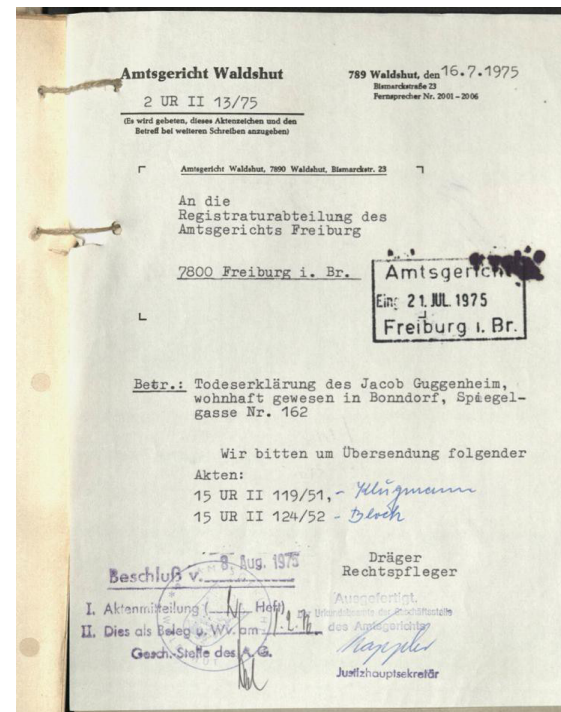 Amtsgericht Waldshut
2 UR II 13/75
(Es wird gebeten, dieses Aktenzeichen und den
Betreff bei weiteren Schreiben anzugeben)
789 Waldshut, den 16.7.1975
Bismarckstraße 23
Fernsprecher Nr. 2001 – 2006
Amtsgericht Waldshut, 7890 Waldshut, Bismarckstr. 23
An die
Registraturabteilung des
Amtsgerichts Freiburg
7800 Freiburg i. Br.
Amtsgericht
Eing. 21. JUL. 1975
Freiburg i. Br.
Betr.: Todeserklärung des Jacob Guggenheim,
wohnhaft gewesen in Bonndorf, Spiegel-
gasse Nr. 162
Wir bitten um Übersendung folgender
Akten:
15 UR II 119/51,- Klugmann
15 UR II 124/52 - Bloch
Dräger
Rechtspfleger
Beschluß v. 8. Aug. 1975
I. Aktenmitteilung ( Heft)
II. Dies als Beleg u. Wv. am 1.2.76
Gesch.-Stelle des A. G.
Ausgefertigt.
Urkundsbeamte der Geschäftsstelle
des Amtsgerichts
Justizhauptsekretär